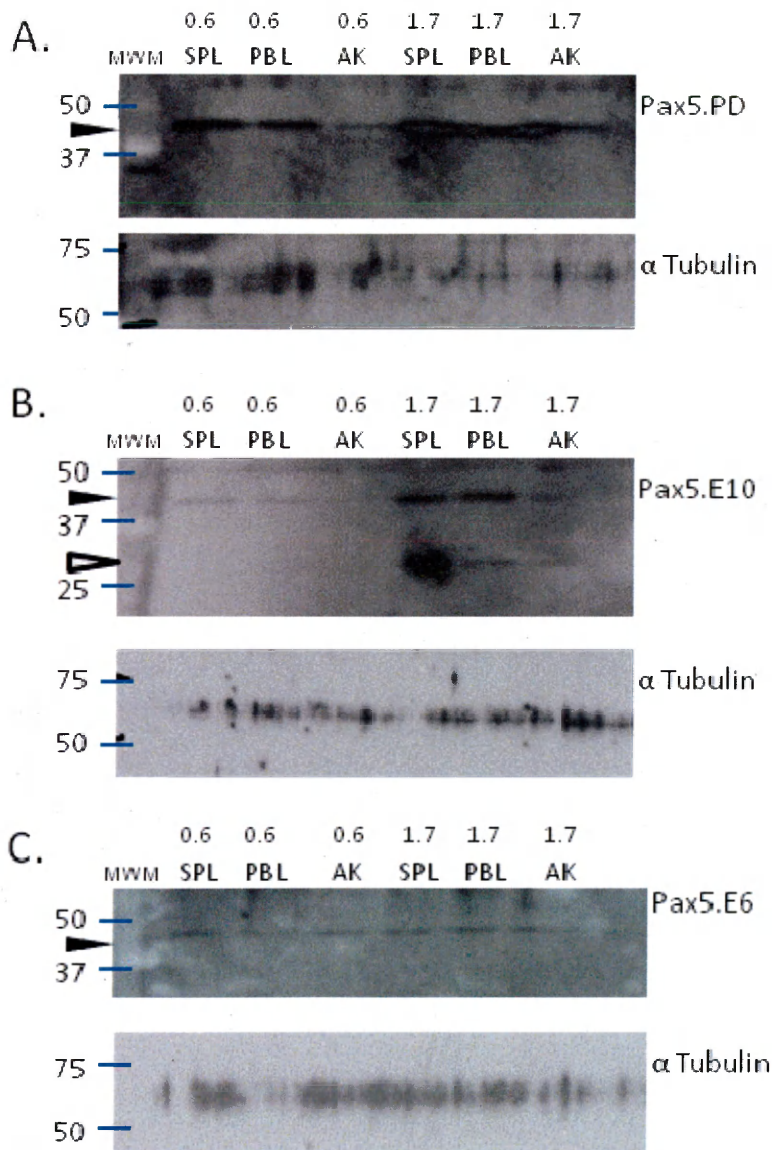 A.
0.6 0.6 0.6 1.7 1.7 1.7
MWM SPL PBL AK SPL PBL AK
50
37
Pax5.PD
75
50
α Tubulin
B.
0.6 0.6 0.6 1.7 1.7 1.7
MWM SPL PBL AK SPL PBL AK
50
37
25
Pax5.E10
75
50
α Tubulin
C.
0.6 0.6 0.6 1.7 1.7 1.7
MWM SPL PBL AK SPL PBL AK
50
37
Pax5.E6
75
50
α Tubulin